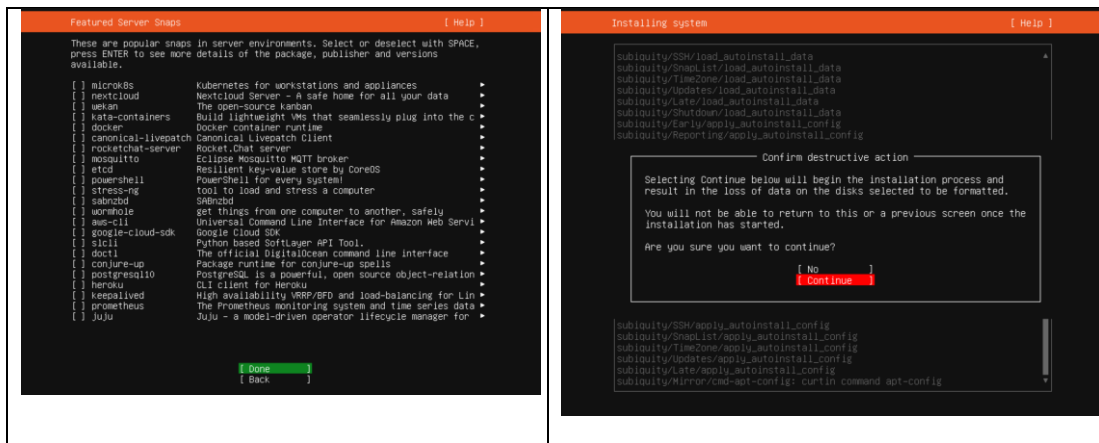 Featured Server Snaps [ Help ]
These are popular snaps in server environments. Select or deselect with SPACE,
press ENTER to see more details of the package, publisher and versions
available.
[ ] microk8s Kubernetes for workstations and appliances
[ ] nextcloud Nextcloud Server - A safe home for all your data
[ ] wekan The open-source kanban
[ ] kata-containers Build lightweight VMs that seamlessly plug into the c
[ ] docker Docker container runtime
[ ] canonical-livepatch Canonical Livepatch Client
[ ] rocketchat-server Rocket.Chat server
[ ] mosquitto Eclipse Mosquitto MQTT broker
[ ] etcd Resilient key-value store by CoreOS
[ ] powershell PowerShell for every system!
[ ] stress-ng tool to load and stress a computer
[ ] sabnzbd SABnzbd
[ ] wormhole get things from one computer to another, safely
[ ] aws-cli Universal Command Line Interface for Amazon Web Servi
[ ] google-cloud-sdk Google Cloud SDK
[ ] slcli Python based SoftLayer API Tool.
[ ] doctl The official DigitalOcean command line interface
[ ] conjure-up Package runtime for conjure-up spells
[ ] postgresql10 PostgreSQL is a powerful, open source object-relation
[ ] heroku CLI client for Heroku
[ ] keepalived High availability VRRP/BFD and load-balancing for Lin
[ ] prometheus The Prometheus monitoring system and time series data
[ ] juju Juju - a model-driven operator lifecycle manager for
[ Done ]
[ Back ]
Installing system [ Help ]
subiquity/SSH/load_autoinstall_data
subiquity/SnapList/load_autoinstall_data
subiquity/TimeZone/load_autoinstall_data
subiquity/Updates/load_autoinstall_data
subiquity/Late/load_autoinstall_data
subiquity/Shutdown/load_autoinstall_data
subiquity/Early/apply_autoinstall_config
subiquity/Reporting/apply_autoinstall_config
Confirm destructive action
Selecting Continue below will begin the installation process and
result in the loss of data on the disks selected to be formatted.
You will not be able to return to this or a previous screen once the
installation has started.
Are you sure you want to continue?
[ No ]
[ Continue ]
subiquity/SSH/apply_autoinstall_config
subiquity/SnapList/apply_autoinstall_config
subiquity/TimeZone/apply_autoinstall_config
subiquity/Updates/apply_autoinstall_config
subiquity/Late/apply_autoinstall_config
subiquity/Mirror/cmd-apt-config: curtin command apt-config